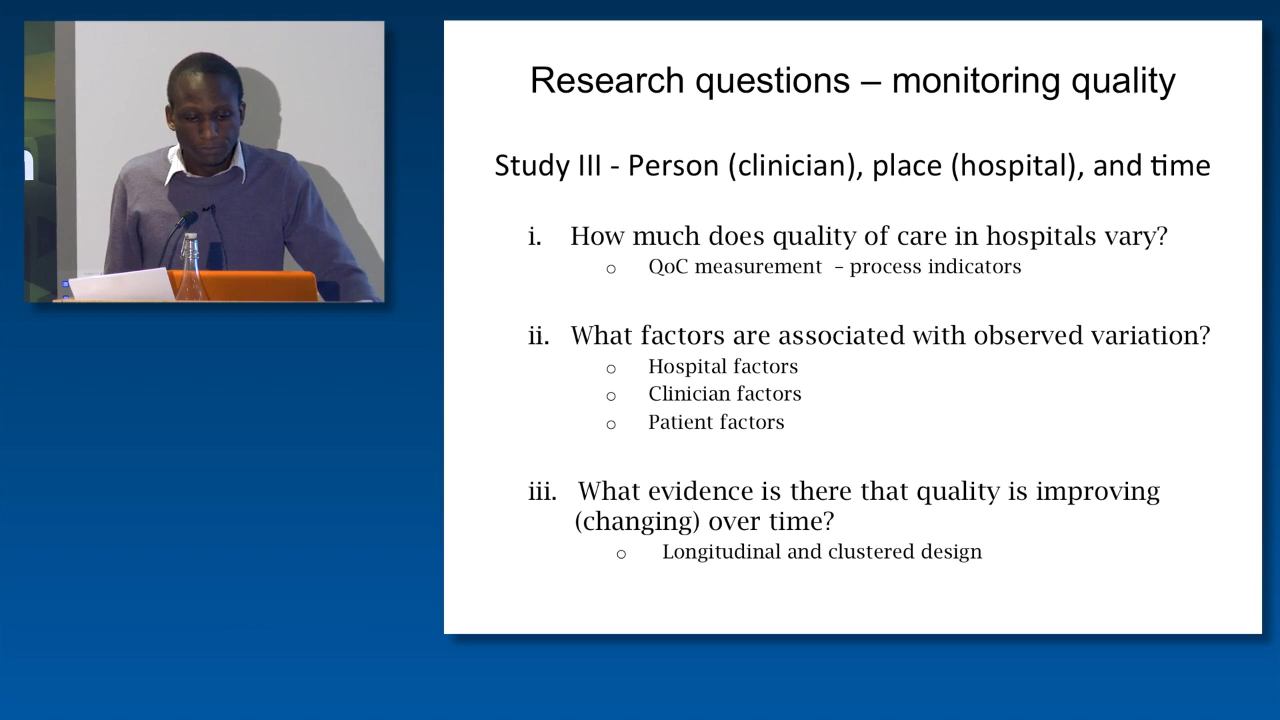 Research questions – monitoring quality
Study III - Person (clinician), place (hospital), and time
i. How much does quality of care in hospitals vary?
o QoC measurement – process indicators
ii. What factors are associated with observed variation?
o Hospital factors
o Clinician factors
o Patient factors
iii. What evidence is there that quality is improving
(changing) over time?
o Longitudinal and clustered design